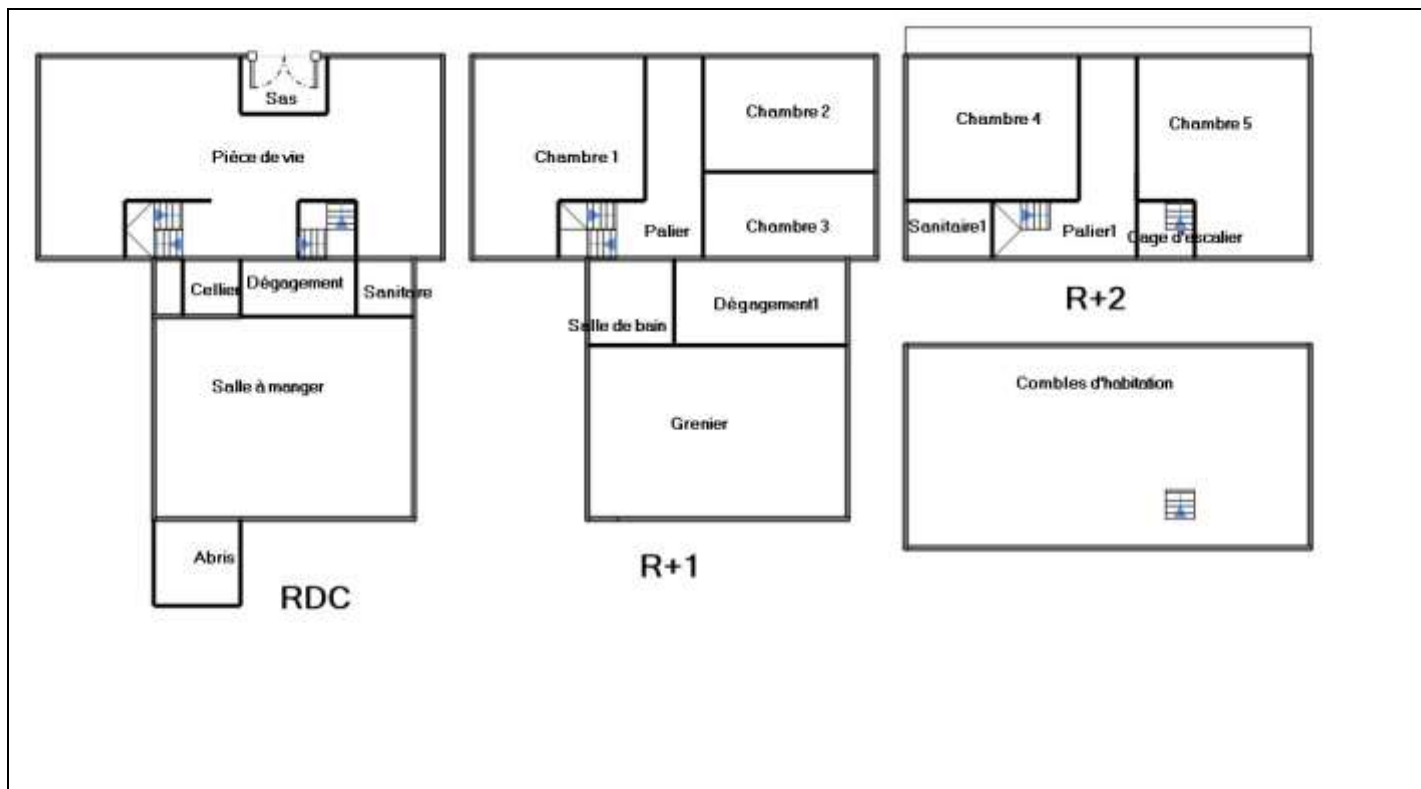 Sas
Pièce de vie
Cellier
Dégagement
Sanitaire
Salle à manger
Abris
RDC
Chambre 1
Chambre 2
Chambre 3
Palier
Salle de bain
Dégagement1
Grenier
R+1
Chambre 4
Chambre 5
Sanitaire1
Palier1
Cage d'escalier
R+2
Combles d'habitation